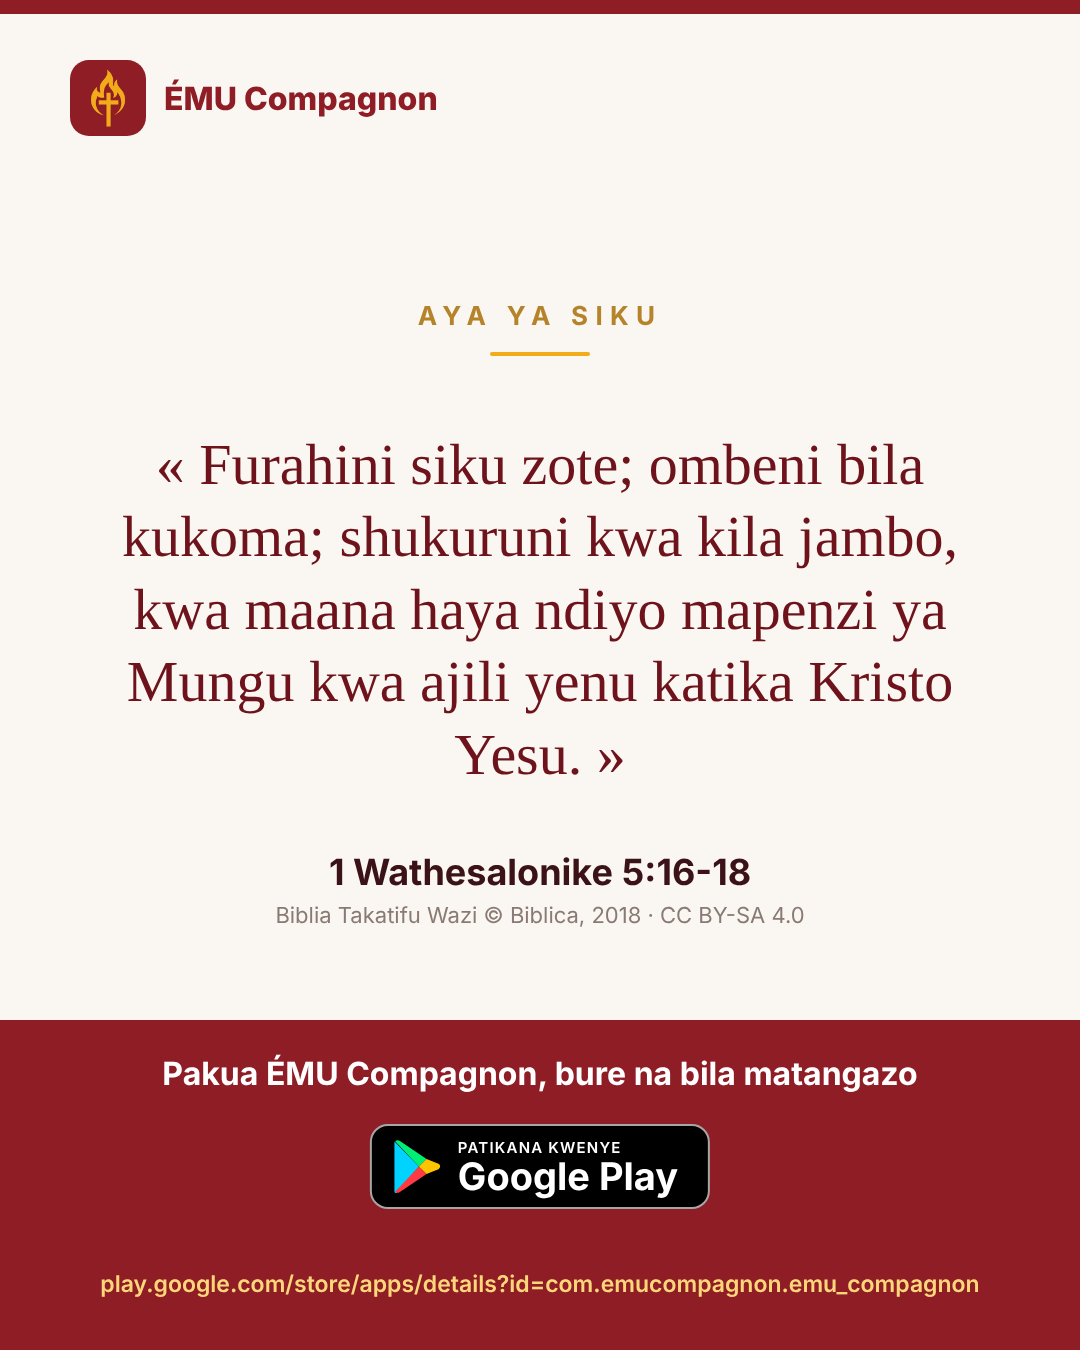 ÉMU Compagnon
AYA YA SIKU
« Furahini siku zote; ombeni bila
kukoma; shukuruni kwa kila jambo,
kwa maana haya ndiyo mapenzi ya
Mungu kwa ajili yenu katika Kristo
Yesu. »
1 Wathesalonike 5:16-18
Biblia Takatifu Wazi © Biblica, 2018 · CC BY-SA 4.0
Pakua ÉMU Compagnon, bure na bila matangazo
PATIKANA KWENYE
Google Play
play.google.com/store/apps/details?id=com.emucompagnon.emu_compagnon